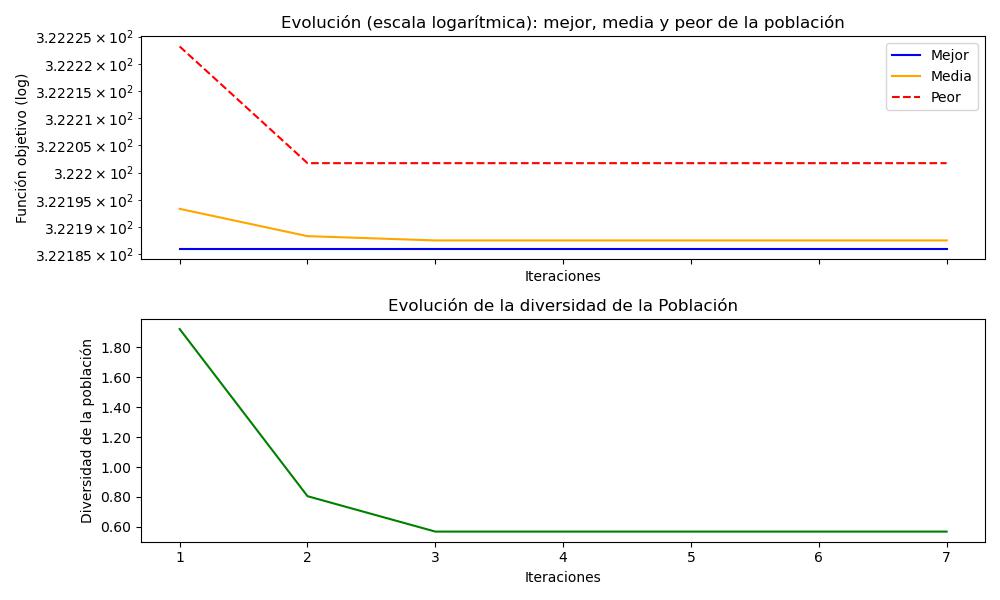 Evolución (escala logarítmica): mejor, media y peor de la población
Función objetivo (log)
3.22225 × 10²
3.2222 × 10²
3.22215 × 10²
3.2221 × 10²
3.22205 × 10²
3.222 × 10²
3.22195 × 10²
3.2219 × 10²
3.22185 × 10²
Mejor
Media
Peor
Iteraciones
Evolución de la diversidad de la Población
Diversidad de la población
1.80
1.60
1.40
1.20
1.00
0.80
0.60
1 2 3 4 5 6 7
Iteraciones